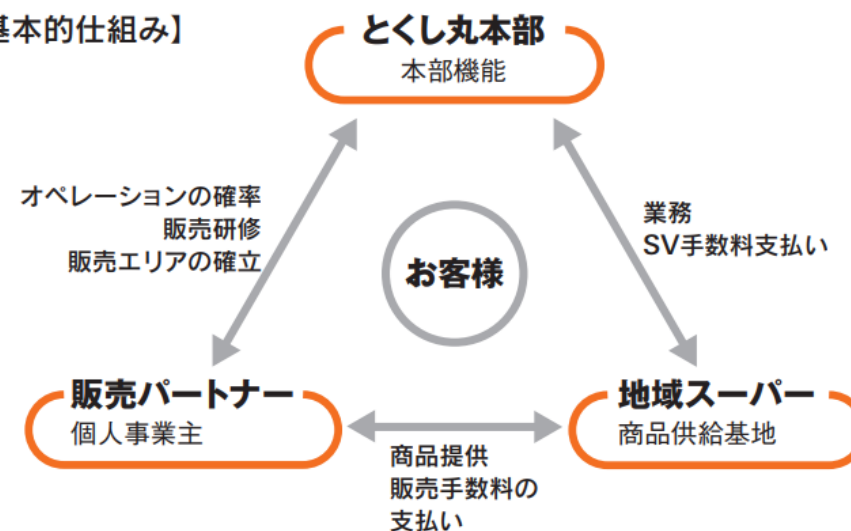 基本的仕組み】
とくし丸本部
本部機能
オペレーションの確率
販売研修
販売エリアの確立
業務
SV手数料支払い
お客様
販売パートナー
個人事業主
地域スーパー
商品供給基地
商品提供
販売手数料の
支払い